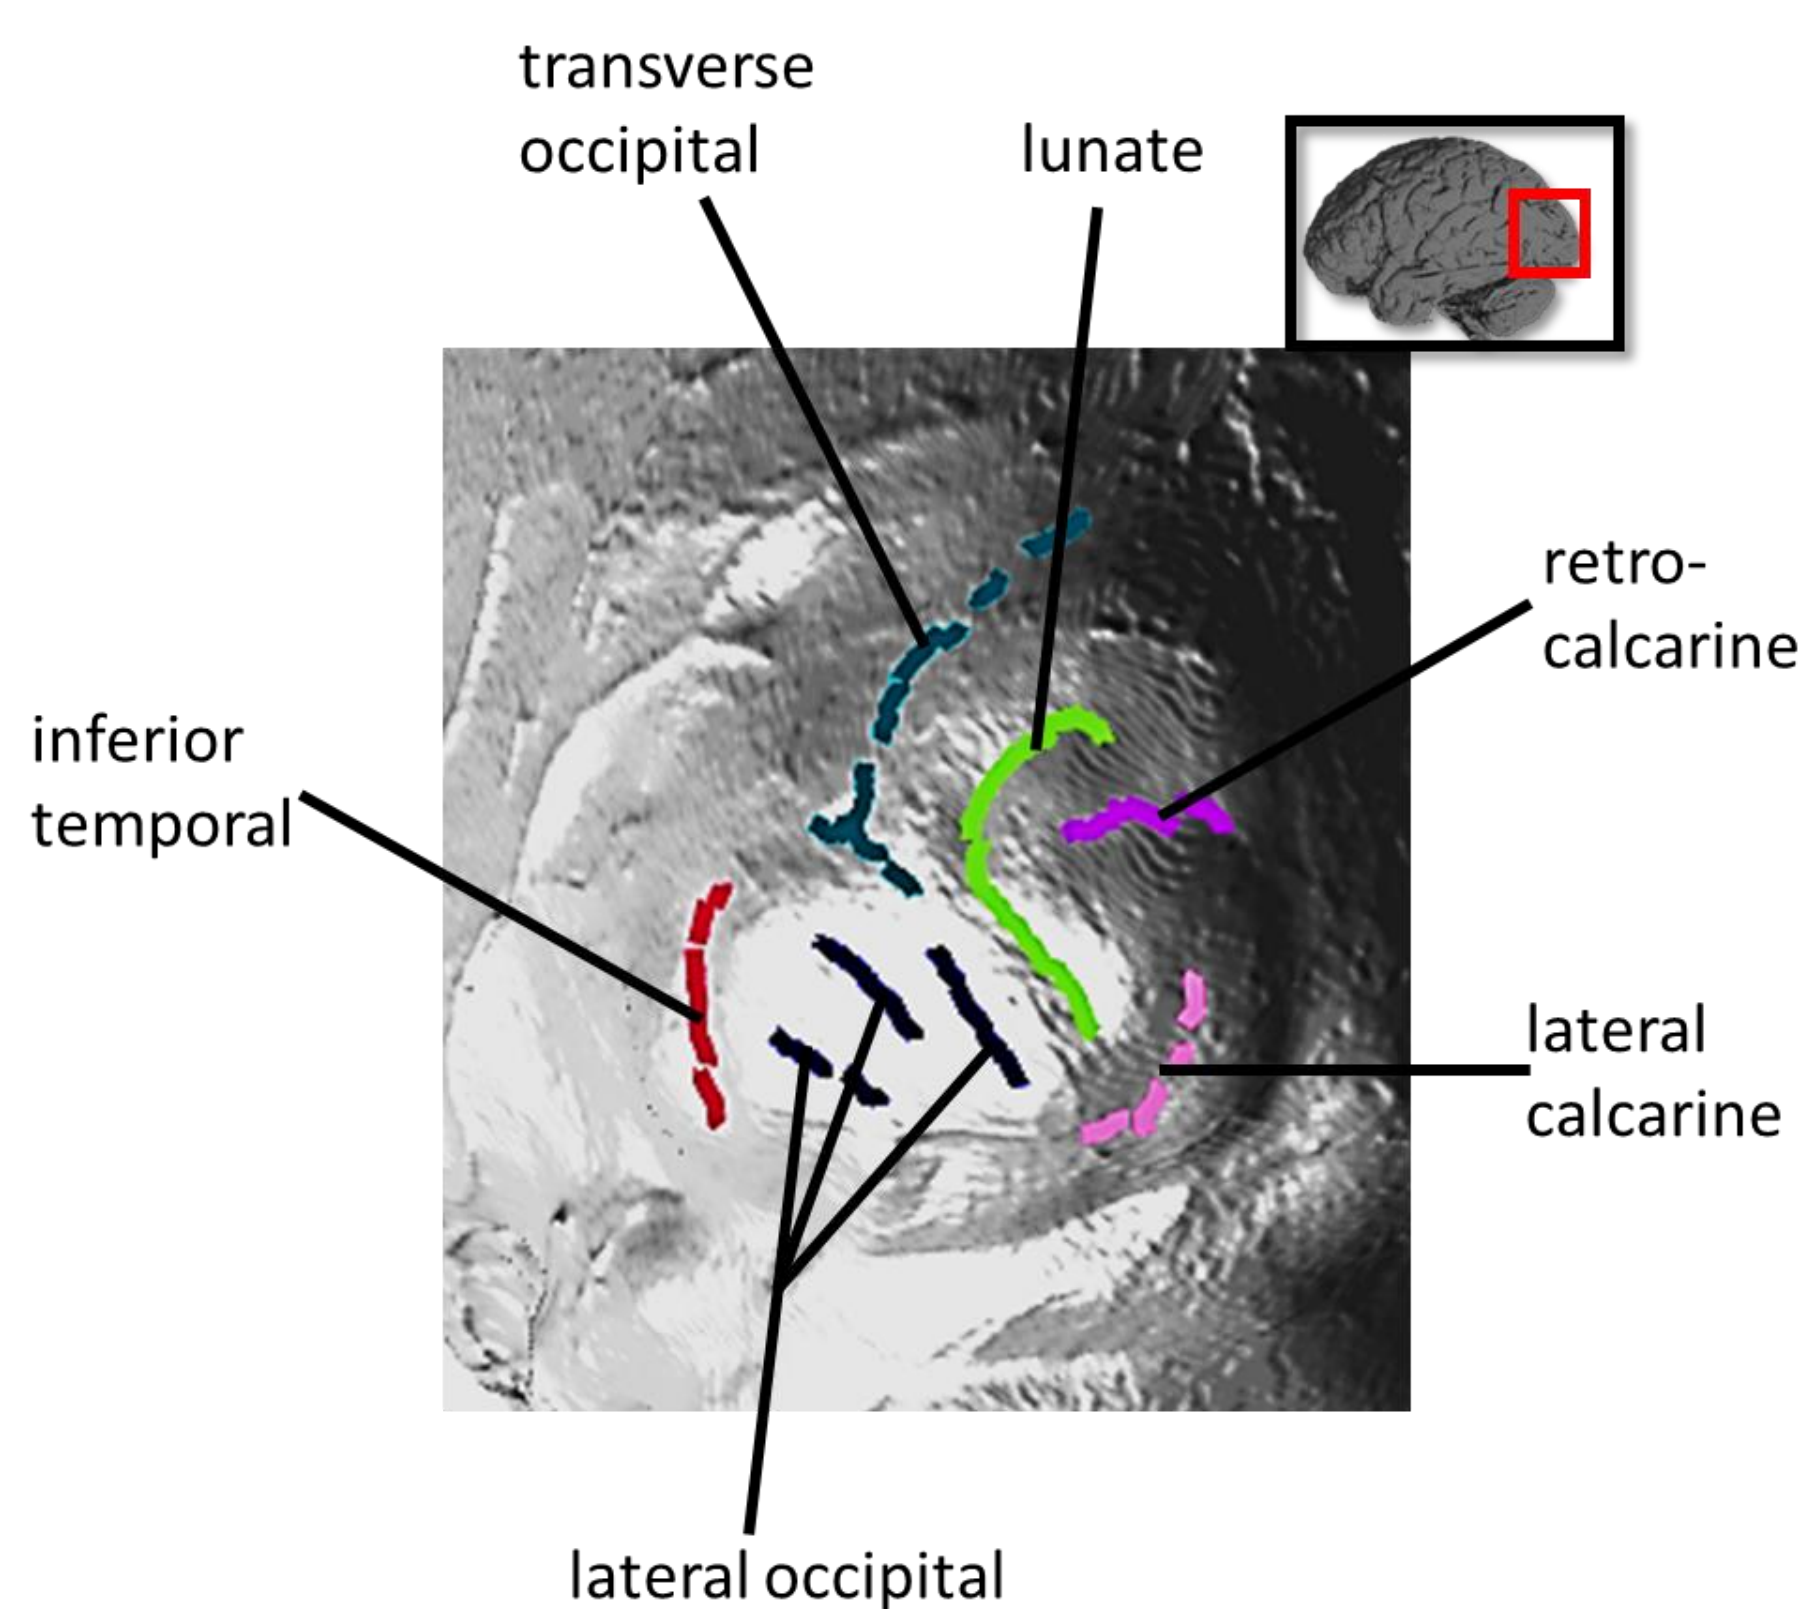 transverse
occipital
lunate
retro-
calcarine
inferior
temporal
lateral
calcarine
lateral occipital